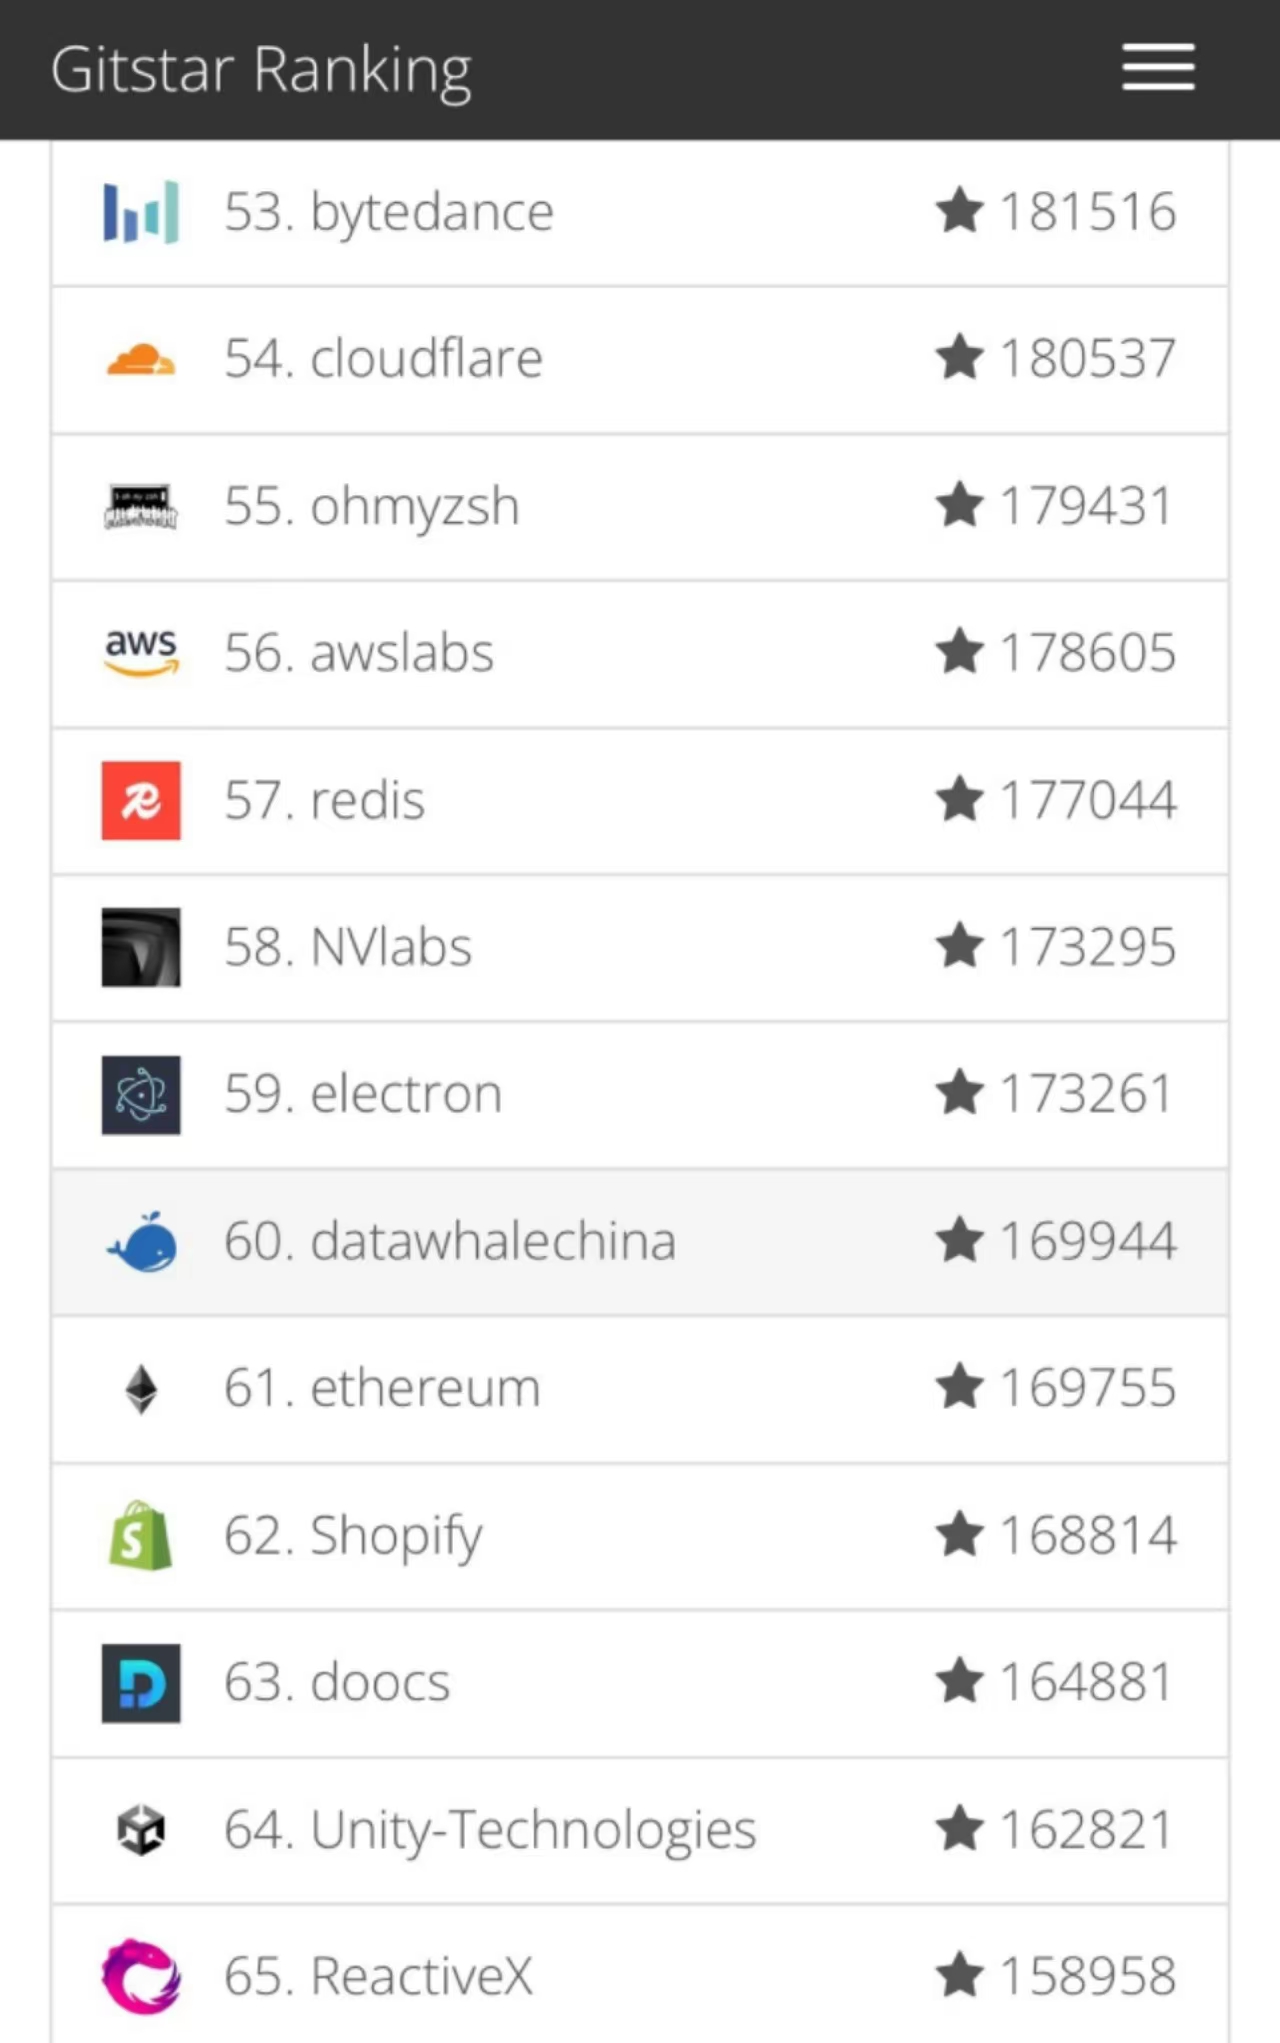 Gitstar Ranking
53. bytedance ★ 181516
54. cloudflare ★ 180537
55. ohmyzsh ★ 179431
aws 56. awslabs ★ 178605
57. redis ★ 177044
58. NVlabs ★ 173295
59. electron ★ 173261
60. datawhalechina ★ 169944
61. ethereum ★ 169755
62. Shopify ★ 168814
63. doocs ★ 164881
64. Unity-Technologies ★ 162821
65. ReactiveX ★ 158958